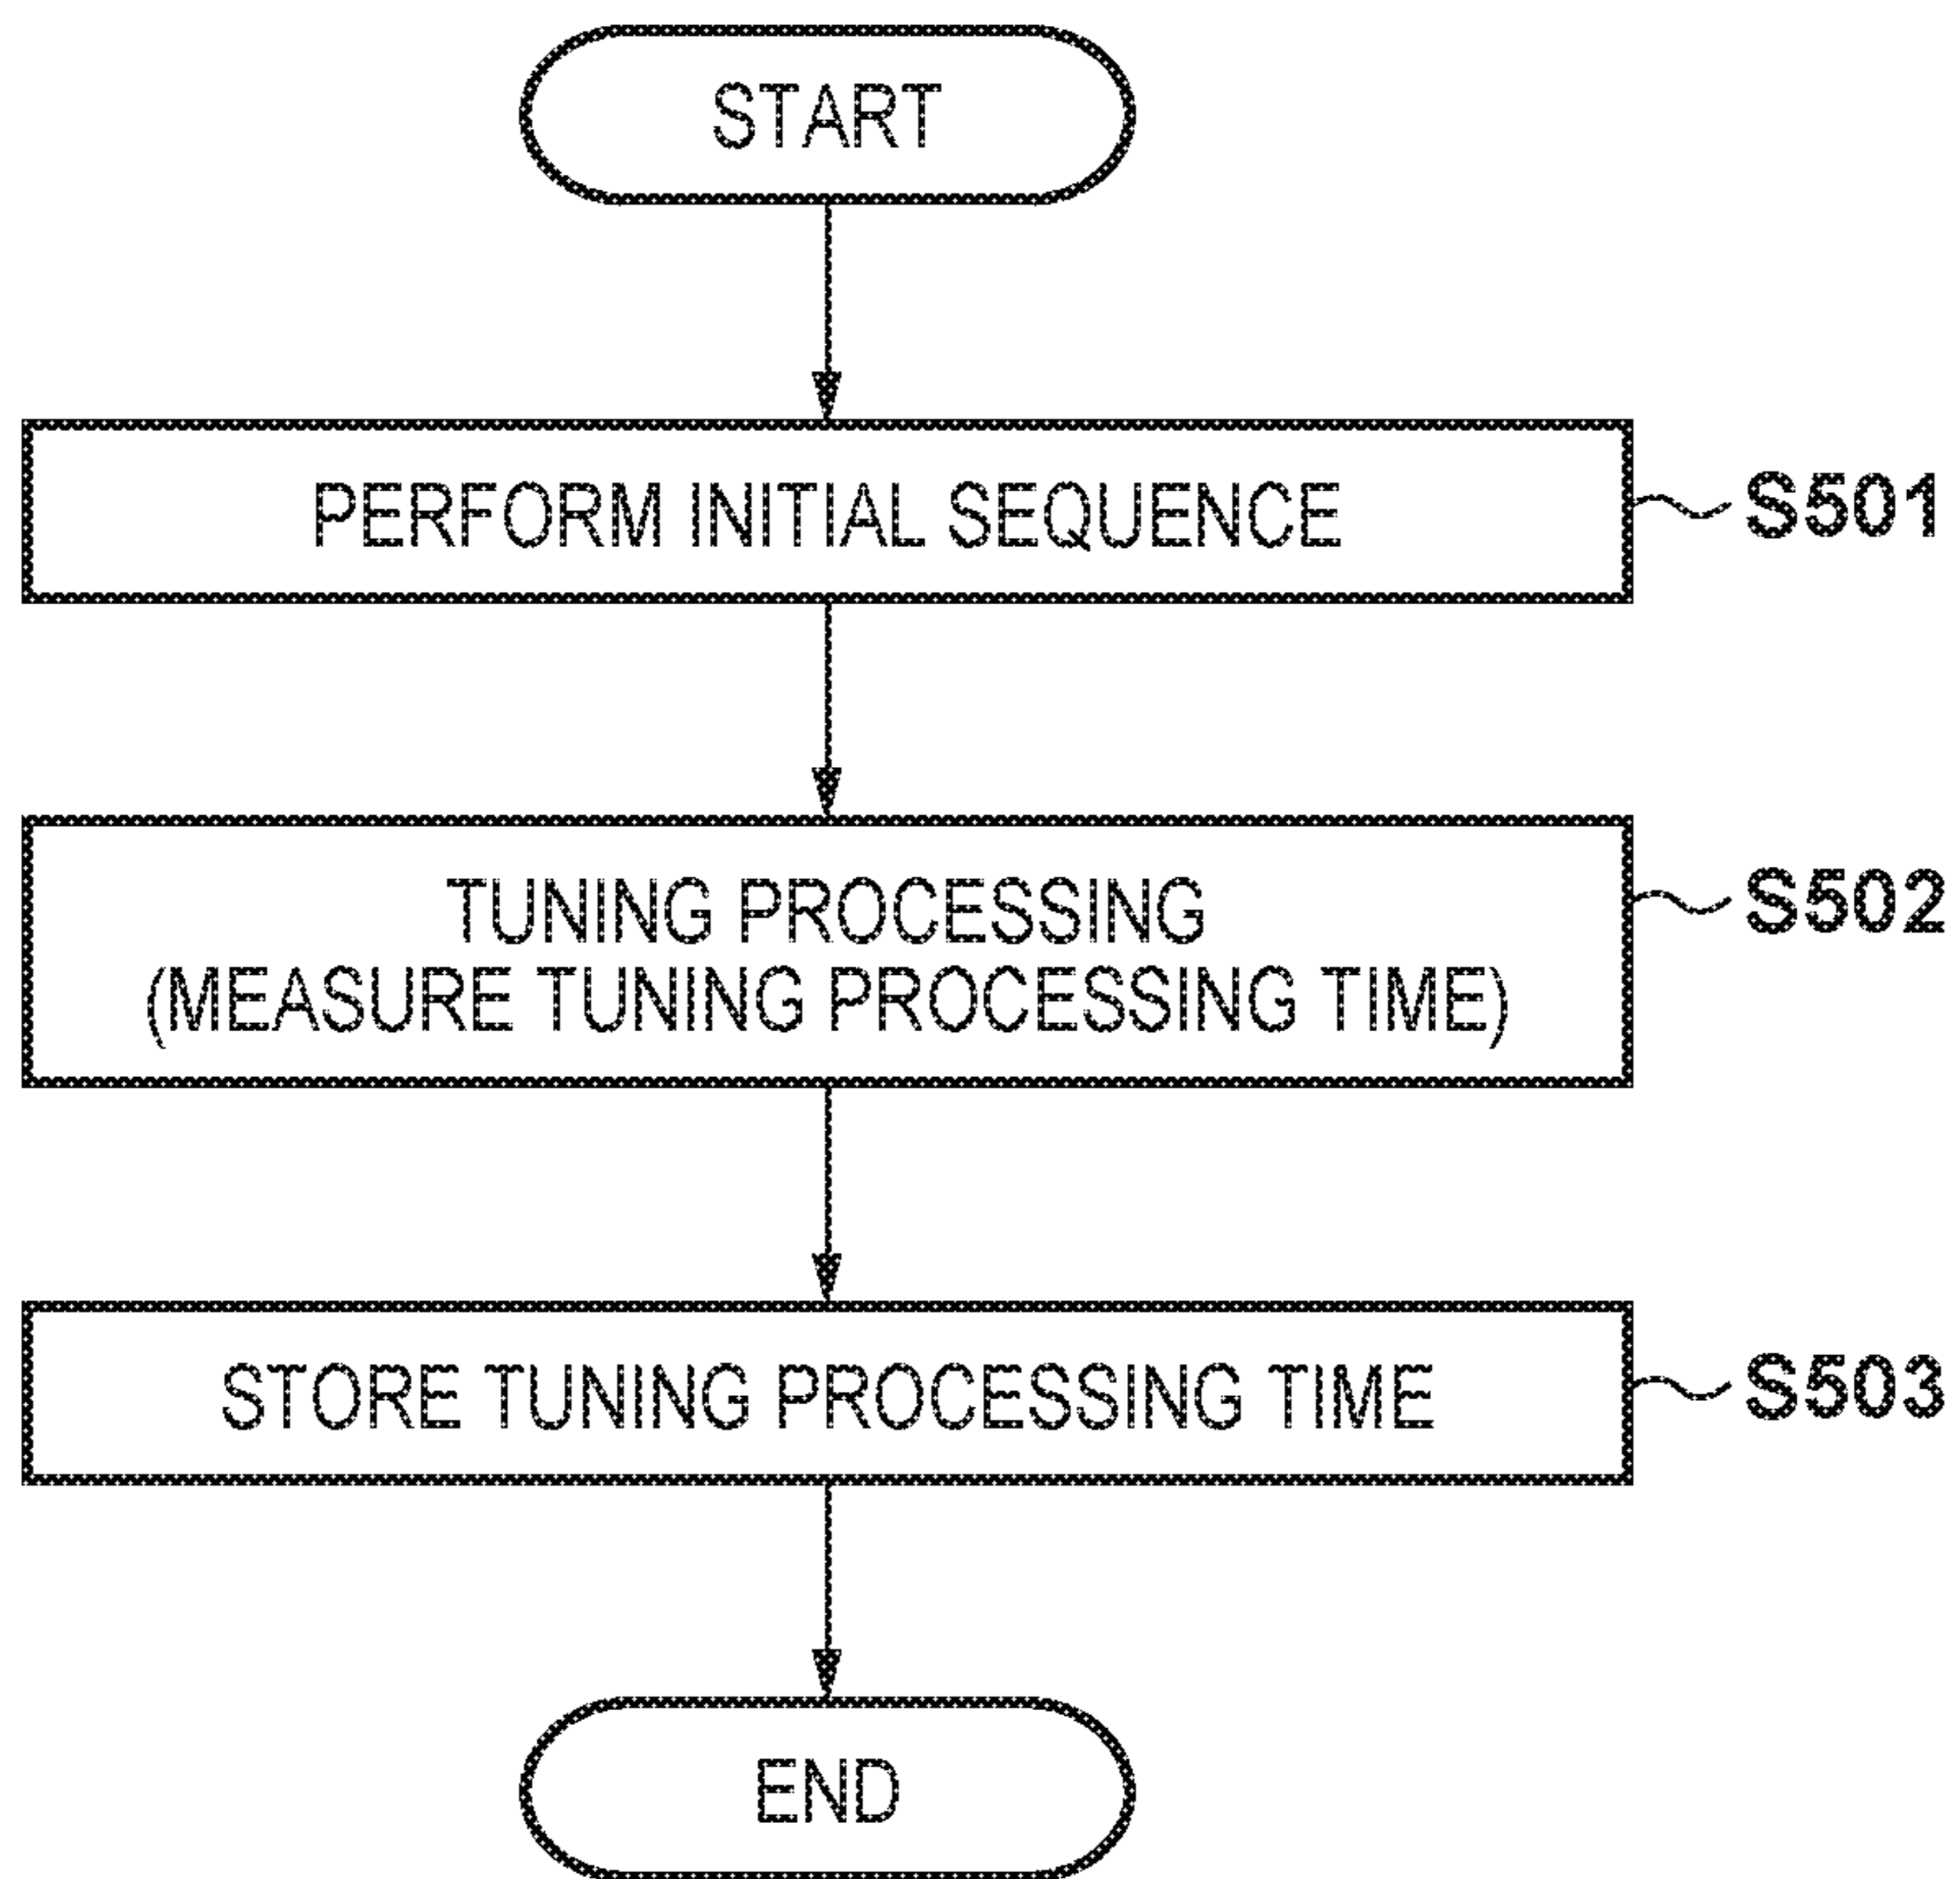 START
PERFORM INITIAL SEQUENCE
S501
TUNING PROCESSING
(MEASURE TUNING PROCESSING TIME)
S502
STORE TUNING PROCESSING TIME
S503
END